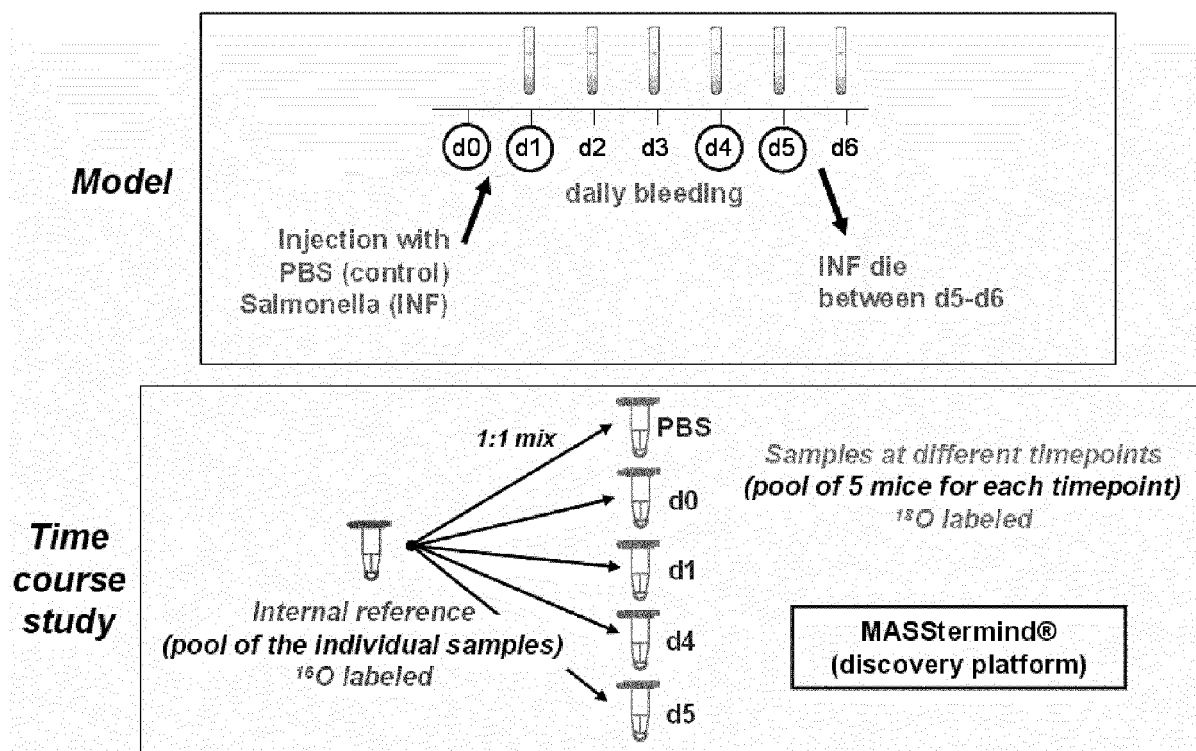 Model
d0 d1 d2 d3 d4 d5 d6
daily bleeding
Injection with
PBS (control)
Salmonella (INF)
INF die
between d5-d6
Time
course
study
1:1 mix
PBS
d0
d1
d4
d5
Internal reference
(pool of the individual samples)
¹⁶O labeled
Samples at different timepoints
(pool of 5 mice for each timepoint)
¹⁸O labeled
MASStermind®
(discovery platform)